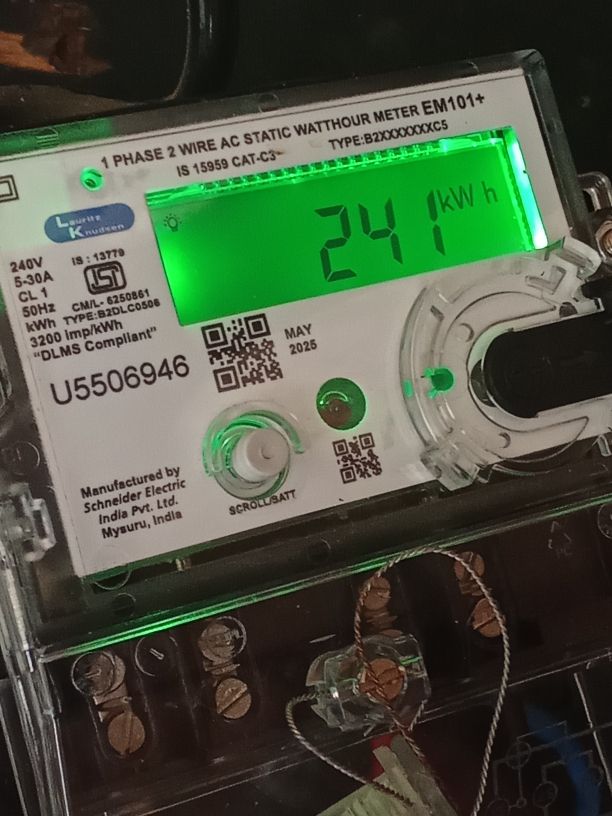 1 PHASE 2 WIRE AC STATIC WATTHOUR METER EM101+
IS 15959 CAT-C3 TYPE:B2XXXXXXXC5
Lauritz
Knudsen
241 kWh
240V
5-30A
CL 1
50Hz
kWh
3200 imp/kWh
"DLMS Compliant"
IS : 13779
ISI
CM/L- 6250861
TYPE:B2DLC0506
U5506946
MAY
2025
SCROLL/BATT
Manufactured by
Schneider Electric
India Pvt. Ltd.
Mysuru, India